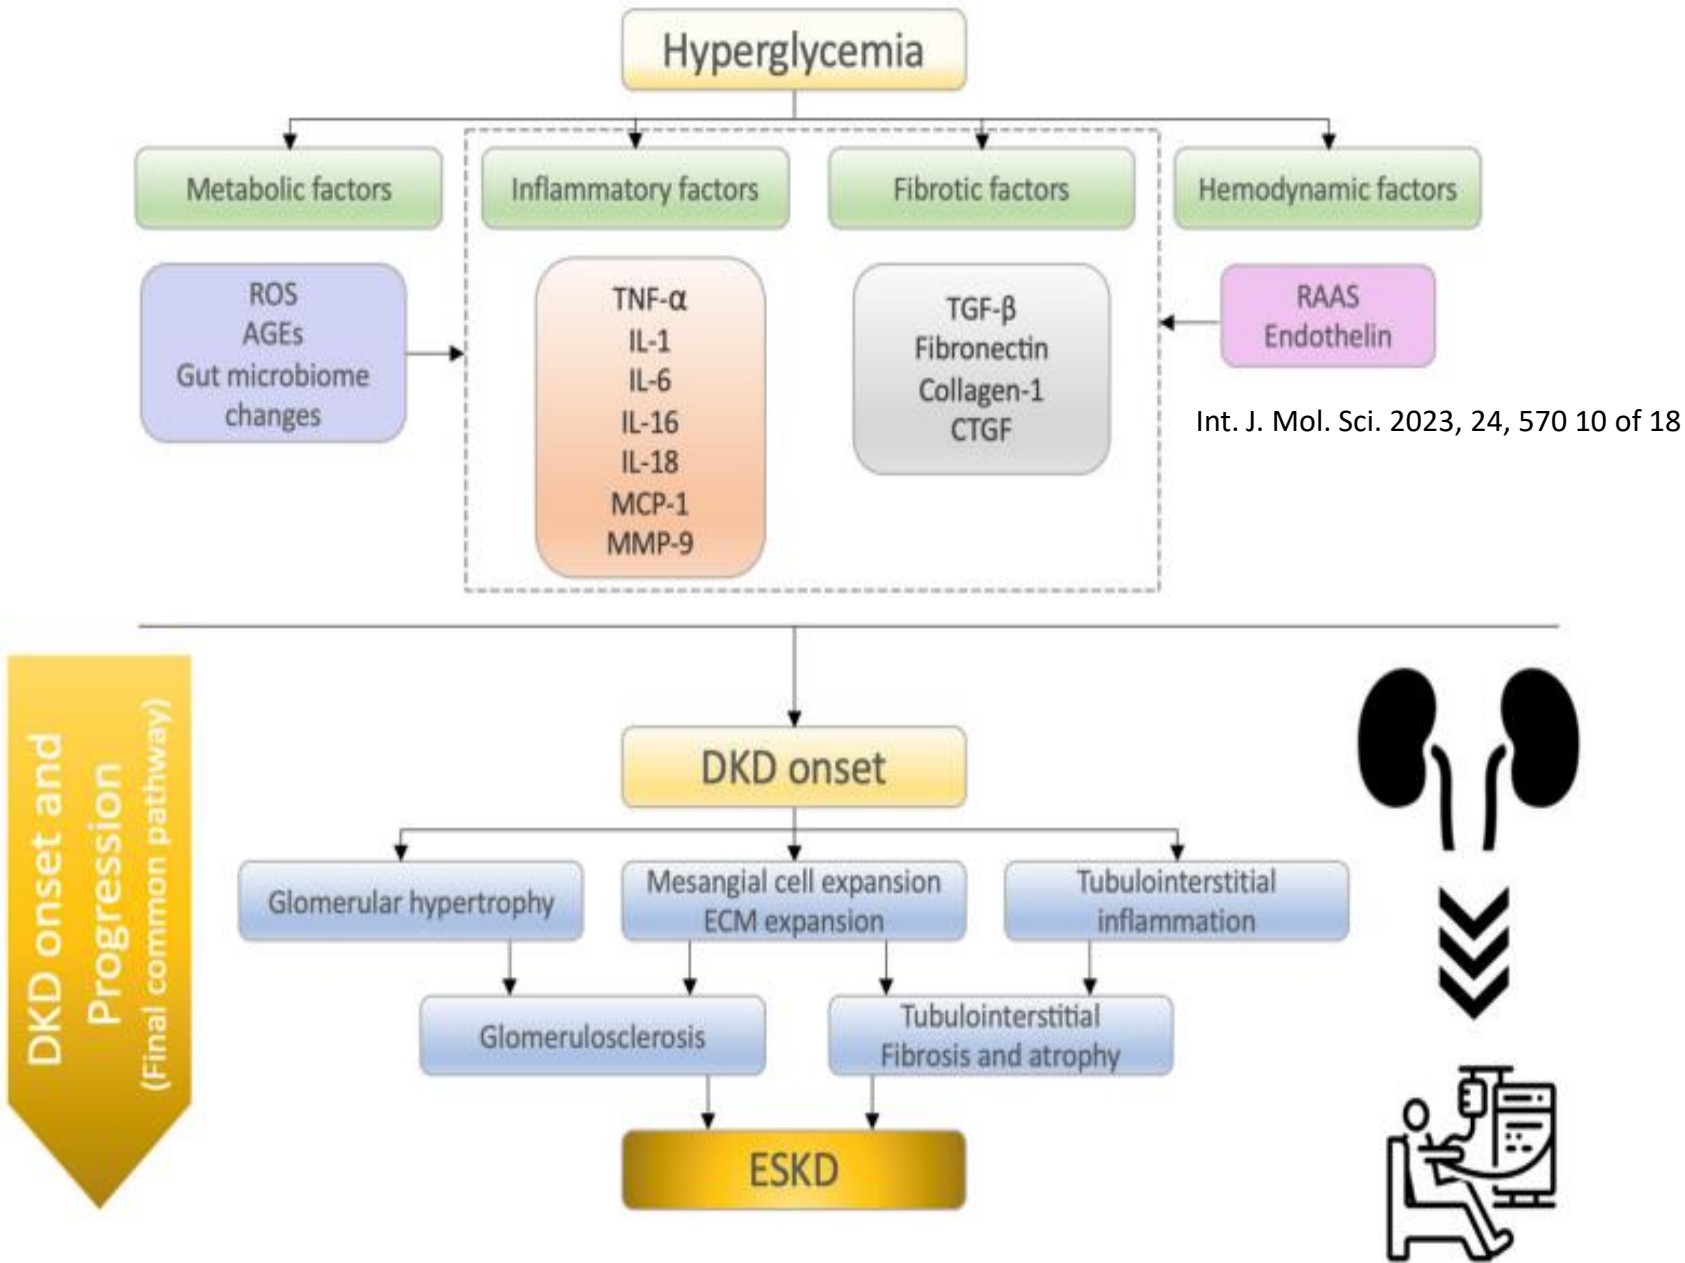 Hyperglycemia
Metabolic factors
Inflammatory factors
Fibrotic factors
Hemodynamic factors
ROS
AGEs
Gut microbiome
changes
TNF-α
IL-1
IL-6
IL-16
IL-18
MCP-1
MMP-9
TGF-β
Fibronectin
Collagen-1
CTGF
RAAS
Endothelin
Int. J. Mol. Sci. 2023, 24, 570 10 of 18
DKD onset and
Progression
(Final common pathway)
DKD onset
Glomerular hypertrophy
Mesangial cell expansion
ECM expansion
Tubulointerstitial
inflammation
Glomerulosclerosis
Tubulointerstitial
Fibrosis and atrophy
ESKD